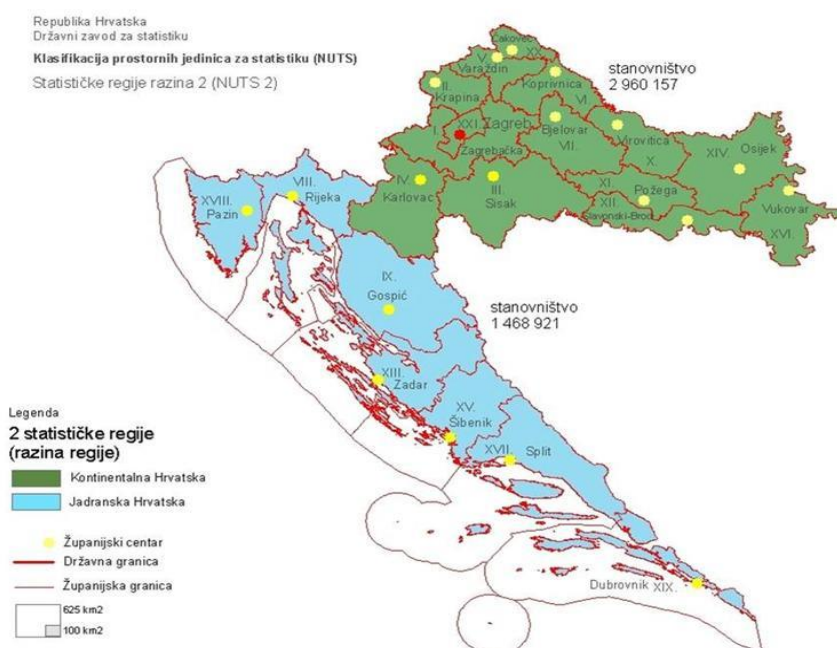 Republika Hrvatska
Državni zavod za statistiku
Klasifikacija prostornih jedinica za statistiku (NUTS)
Statističke regije razina 2 (NUTS 2)
stanovništvo
2 960 157
Čakovec
XX.
V.
Varaždin
II.
Krapina
Koprivnica
VI.
I.
XXI.
Zagreb
Zagrebačka
Bjelovar
VII.
Virovitica
X.
XIV.
Osijek
IV.
Karlovac
III.
Sisak
XI.
Požega
XII.
Slavonski-Brod
Vukovar
XVI.
XVIII.
Pazin
VIII.
Rijeka
IX.
Gospić
stanovništvo
1 468 921
XIII.
Zadar
XV.
Šibenik
XVII.
Split
Dubrovnik
XIX.
Legenda
2 statističke regije
(razina regije)
Kontinentalna Hrvatska
Jadranska Hrvatska
Županijski centar
Državna granica
Županijska granica
625 km2
100 km2